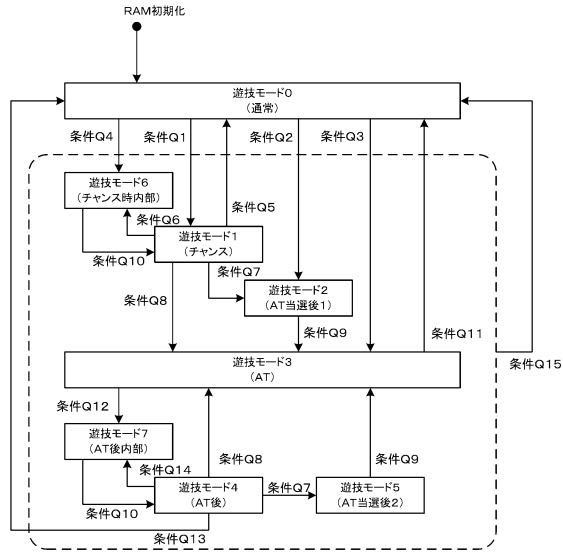 RAM初期化
遊技モード0
(通常)
条件Q4
条件Q1
条件Q2
条件Q3
遊技モード6
(チャンス時内部)
条件Q6
条件Q5
遊技モード1
(チャンス)
条件Q10
条件Q7
遊技モード2
(AT当選後1)
条件Q8
条件Q9
条件Q11
条件Q15
遊技モード3
(AT)
条件Q12
遊技モード7
(AT後内部)
条件Q14
条件Q8
条件Q9
遊技モード4
(AT後)
条件Q7
遊技モード5
(AT当選後2)
条件Q10
条件Q13